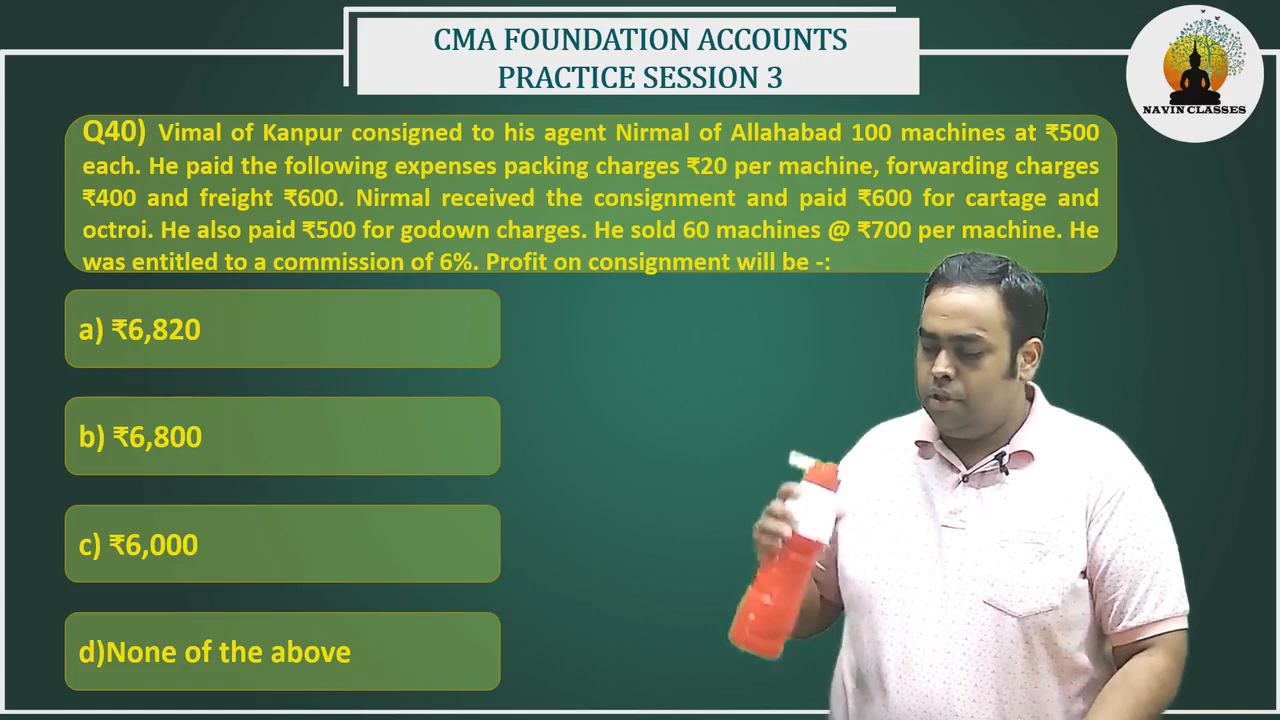 CMA FOUNDATION ACCOUNTS
PRACTICE SESSION 3
NAVIN CLASSES
Q40) Vimal of Kanpur consigned to his agent Nirmal of Allahabad 100 machines at ₹500
each. He paid the following expenses packing charges ₹20 per machine, forwarding charges
₹400 and freight ₹600. Nirmal received the consignment and paid ₹600 for cartage and
octroi. He also paid ₹500 for godown charges. He sold 60 machines @ ₹700 per machine. He
was entitled to a commission of 6%. Profit on consignment will be -:
a) ₹6,820
b) ₹6,800
c) ₹6,000
d)None of the above